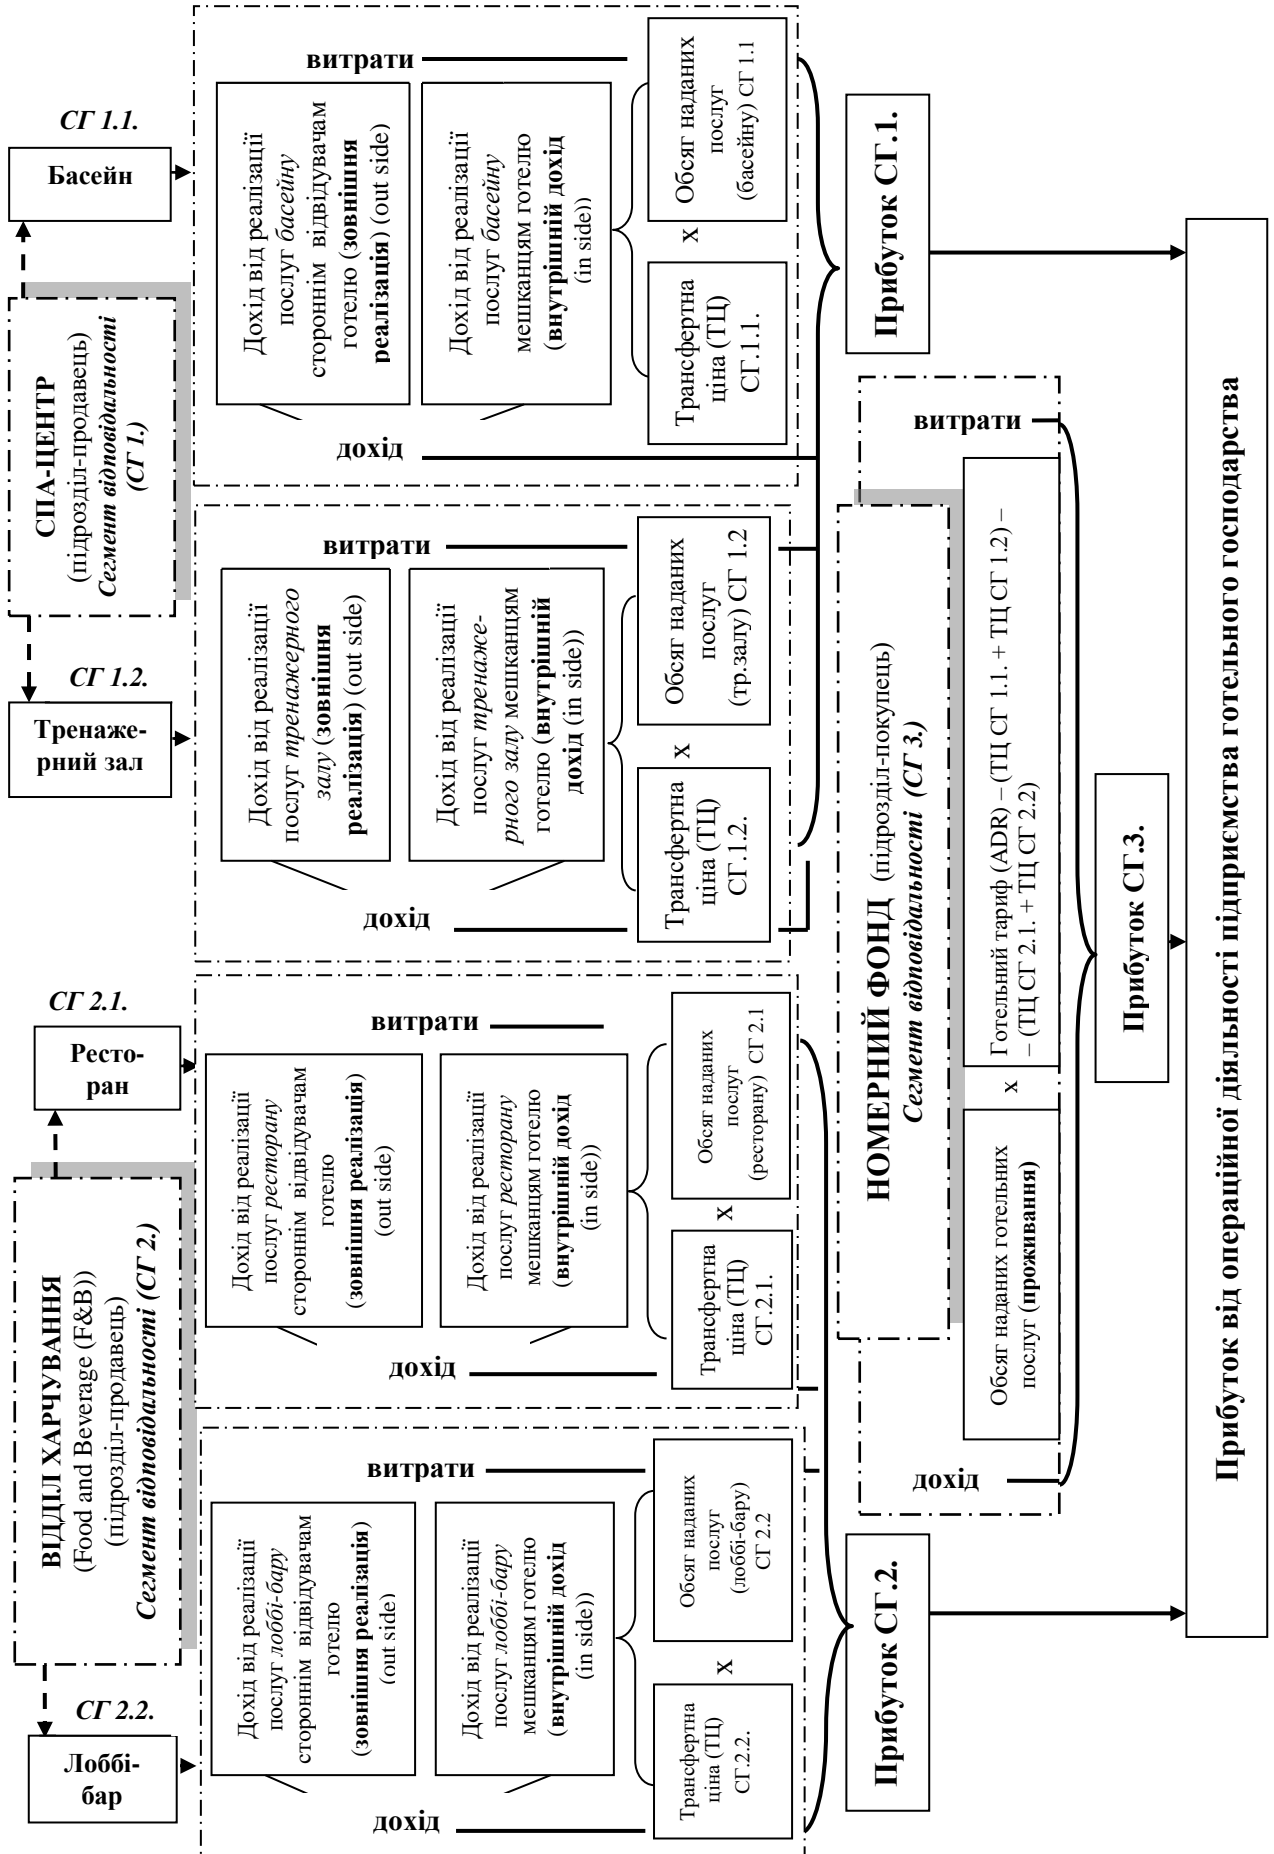 СГ 2.2.
Лоббі-
бар
ВІДДІЛ ХАРЧУВАННЯ
(Food and Beverage (F&B))
(підрозділ-продавець)
Сегмент відповідальності (СГ 2.)
СГ 2.1.
Ресто-
ран
СГ 1.2.
Тренаже-
рний зал
СПА-ЦЕНТР
(підрозділ-продавець)
Сегмент відповідальності
(СГ 1.)
СГ 1.1.
Басейн
дохід
Дохід від реалізації
послуг лоббі-бару
стороннім відвідувачам
готелю
(зовнішня реалізація)
(out side)
Дохід від реалізації
послуг лоббі-бару
мешканцям готелю
(внутрішній дохід)
(in side))
витрати
Трансфертна
ціна (ТЦ)
СГ.2.2.
х
Обсяг наданих
послуг
(лоббі-бару)
СГ 2.2
дохід
Дохід від реалізації
послуг ресторану
стороннім відвідувачам
готелю
(зовнішня реалізація)
(out side)
Дохід від реалізації
послуг ресторану
мешканцям готелю
(внутрішній дохід)
(in side))
витрати
Трансфертна
ціна (ТЦ)
СГ.2.1.
х
Обсяг наданих
послуг
(ресторану) СГ 2.1
дохід
Дохід від реалізації
послуг тренажерного
залу (зовнішня
реалізація) (out side)
Дохід від реалізації
послуг тренаже-
рного залу мешканцям
готелю (внутрішній
дохід (in side))
витрати
Трансфертна
ціна (ТЦ)
СГ.1.2.
х
Обсяг наданих
послуг
(тр.залу) СГ 1.2
дохід
Дохід від реалізації
послуг басейну
стороннім відвідувачам
готелю (зовнішня
реалізація) (out side)
Дохід від реалізації
послуг басейну
мешканцям готелю
(внутрішній дохід)
(in side))
витрати
Трансфертна
ціна (ТЦ)
СГ.1.1.
х
Обсяг наданих
послуг
(басейну) СГ 1.1
Прибуток СГ.2.
НОМЕРНИЙ ФОНД (підрозділ-покупець)
Сегмент відповідальності (СГ 3.)
дохід
Обсяг наданих готельних
послуг (проживання)
х
Готельний тариф (ADR) – (ТЦ СГ 1.1. + ТЦ СГ 1.2) –
– (ТЦ СГ 2.1. + ТЦ СГ 2.2)
витрати
Прибуток СГ.1.
Прибуток СГ.3.
Прибуток від операційної діяльності підприємства готельного господарства